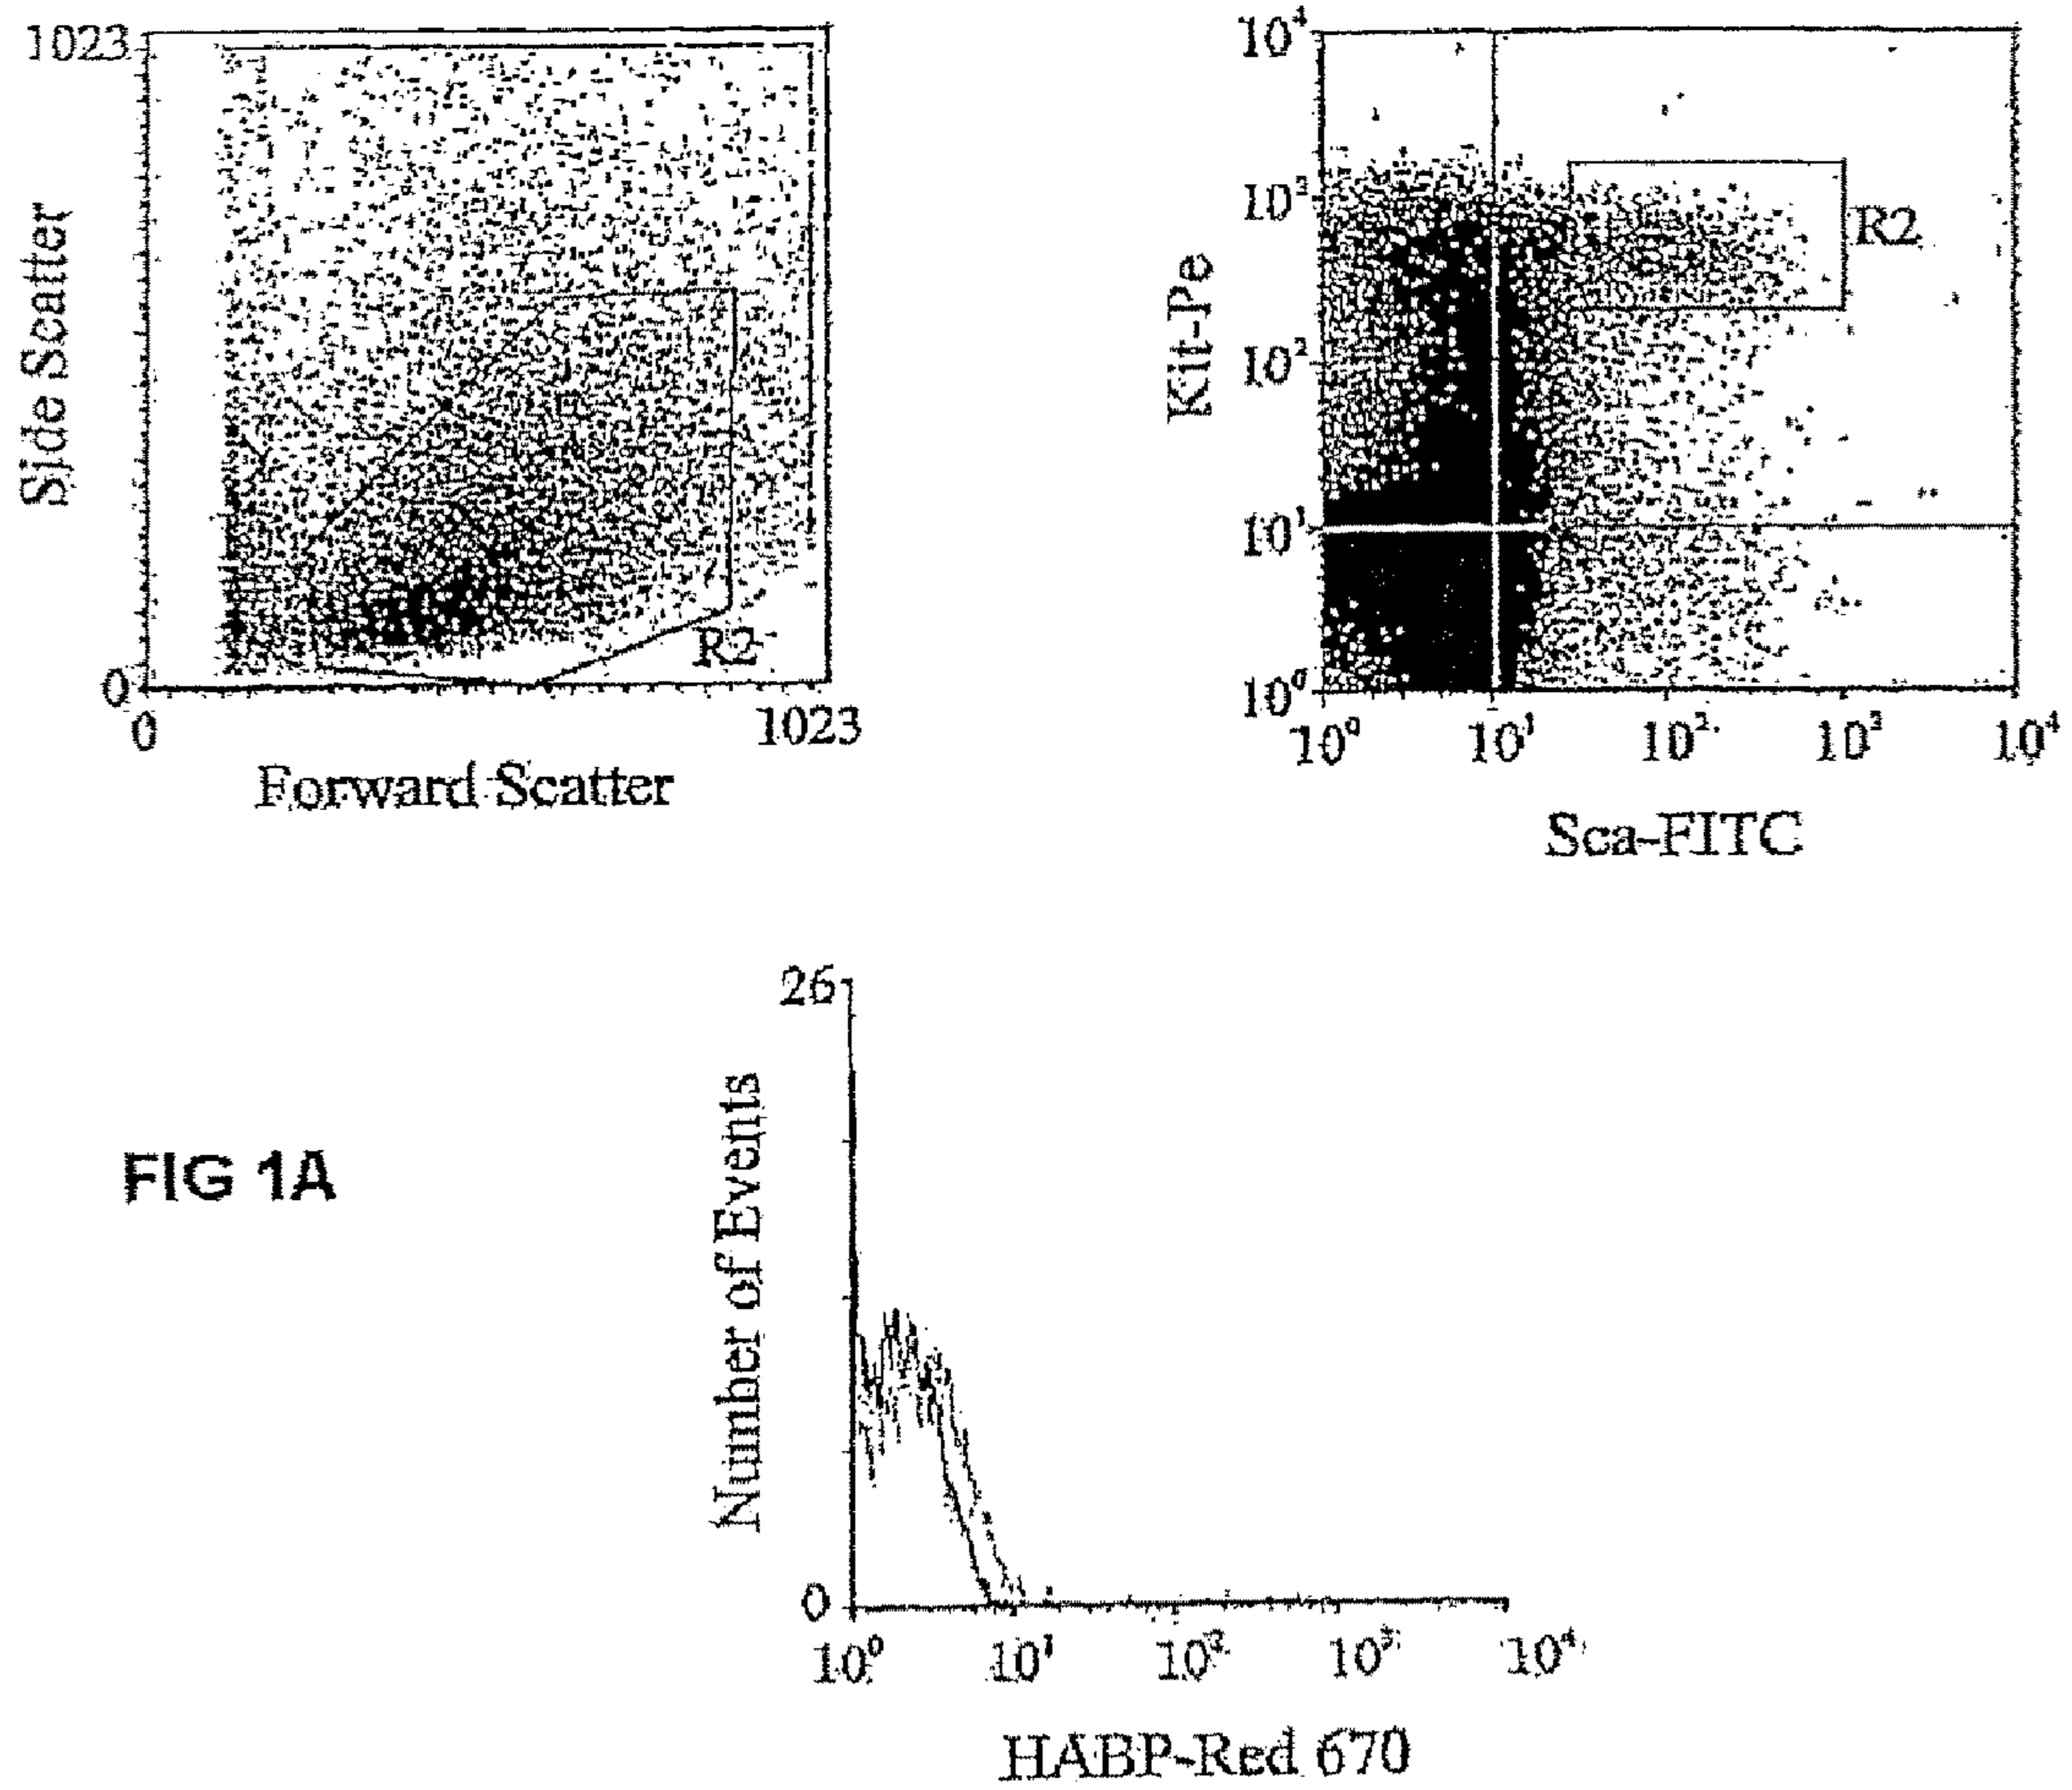 1023
Side Scatter
R2
0
0
1023
Forward Scatter
10⁴
10³
10²
10¹
10⁰
Kit-Pe
R2
10⁰ 10¹ 10² 10³ 10⁴
Sca-FITC
26
Number of Events
0
10⁰ 10¹ 10² 10³ 10⁴
HABP-Red 670
FIG 1A